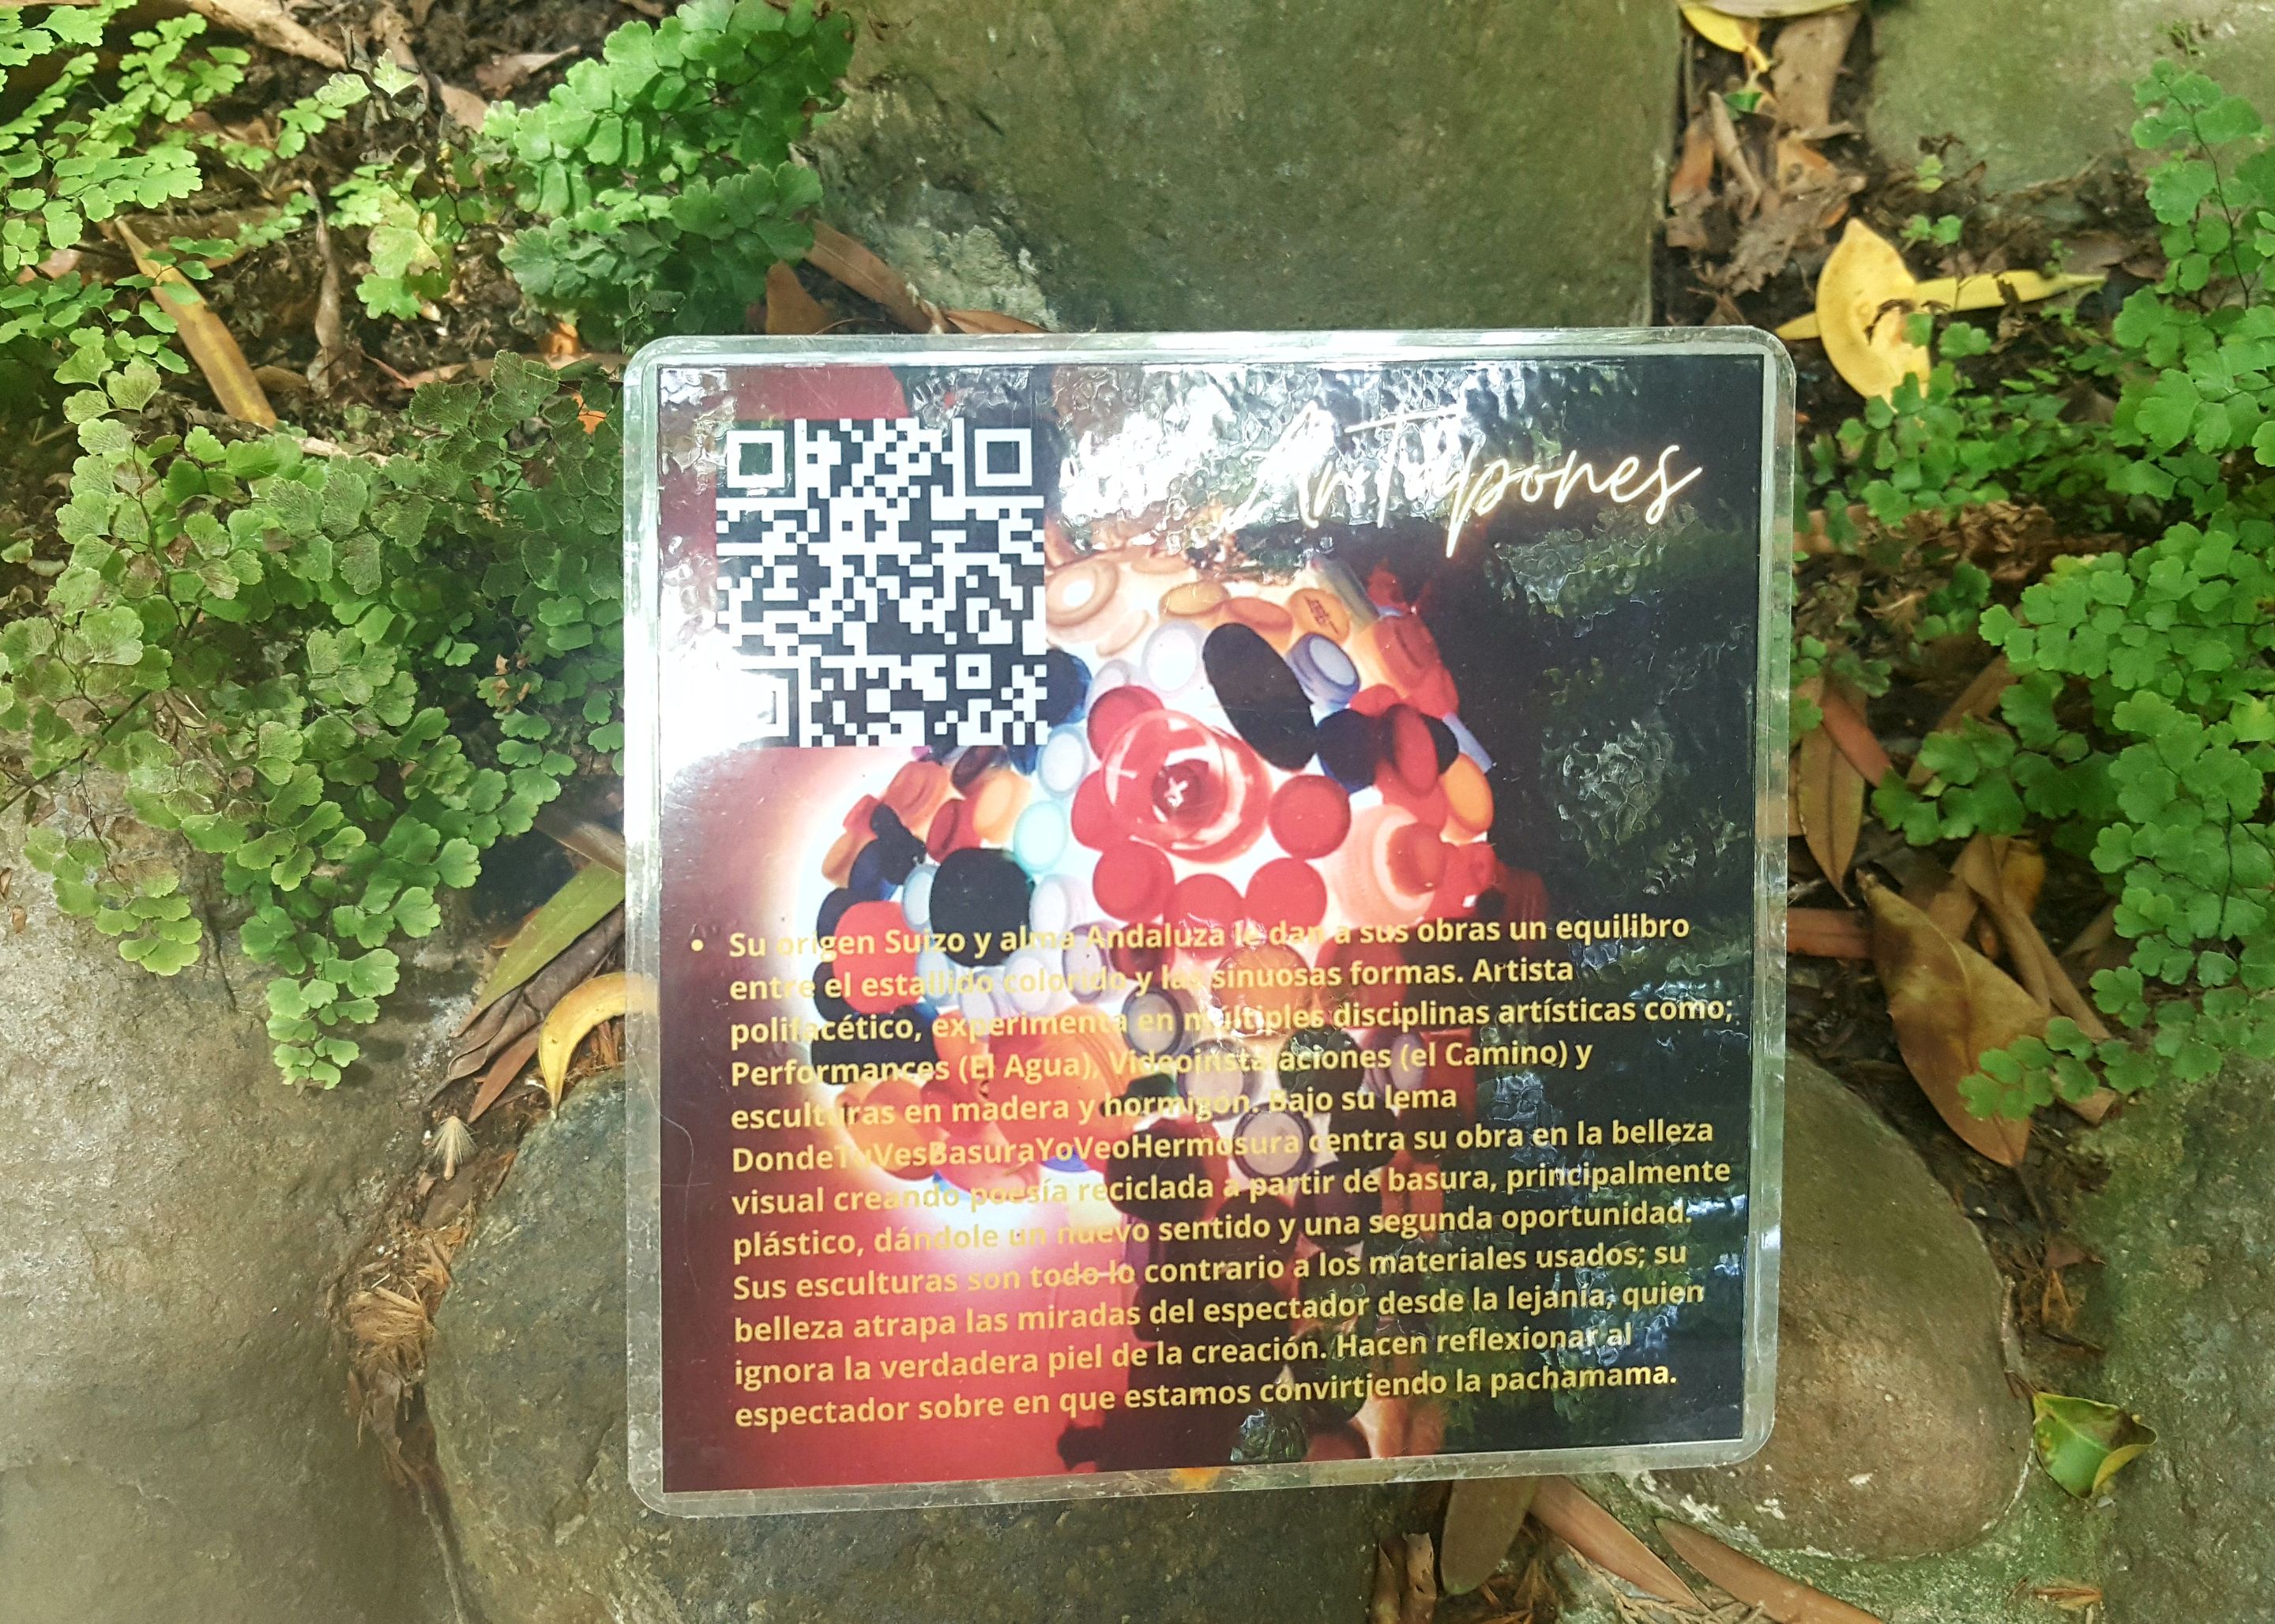 ArTapones
Su origen Suizo y alma Andaluza le dan a sus obras un equilibro
entre el estallido colorido y las sinuosas formas. Artista
polifacético, experimenta en multiples disciplinas artísticas como;
Performances (El Agua), Videoinstalaciones (el Camino) y
esculturas en madera y hormigón. Bajo su lema
DondeTuVesBasuraYoVeoHermosura centra su obra en la belleza
visual creando poesía reciclada a partir de basura, principalmente
plástico, dándole un nuevo sentido y una segunda oportunidad.
Sus esculturas son todo lo contrario a los materiales usados; su
belleza atrapa las miradas del espectador desde la lejanía, quien
ignora la verdadera piel de la creación. Hacen reflexionar al
espectador sobre en que estamos convirtiendo la pachamama.